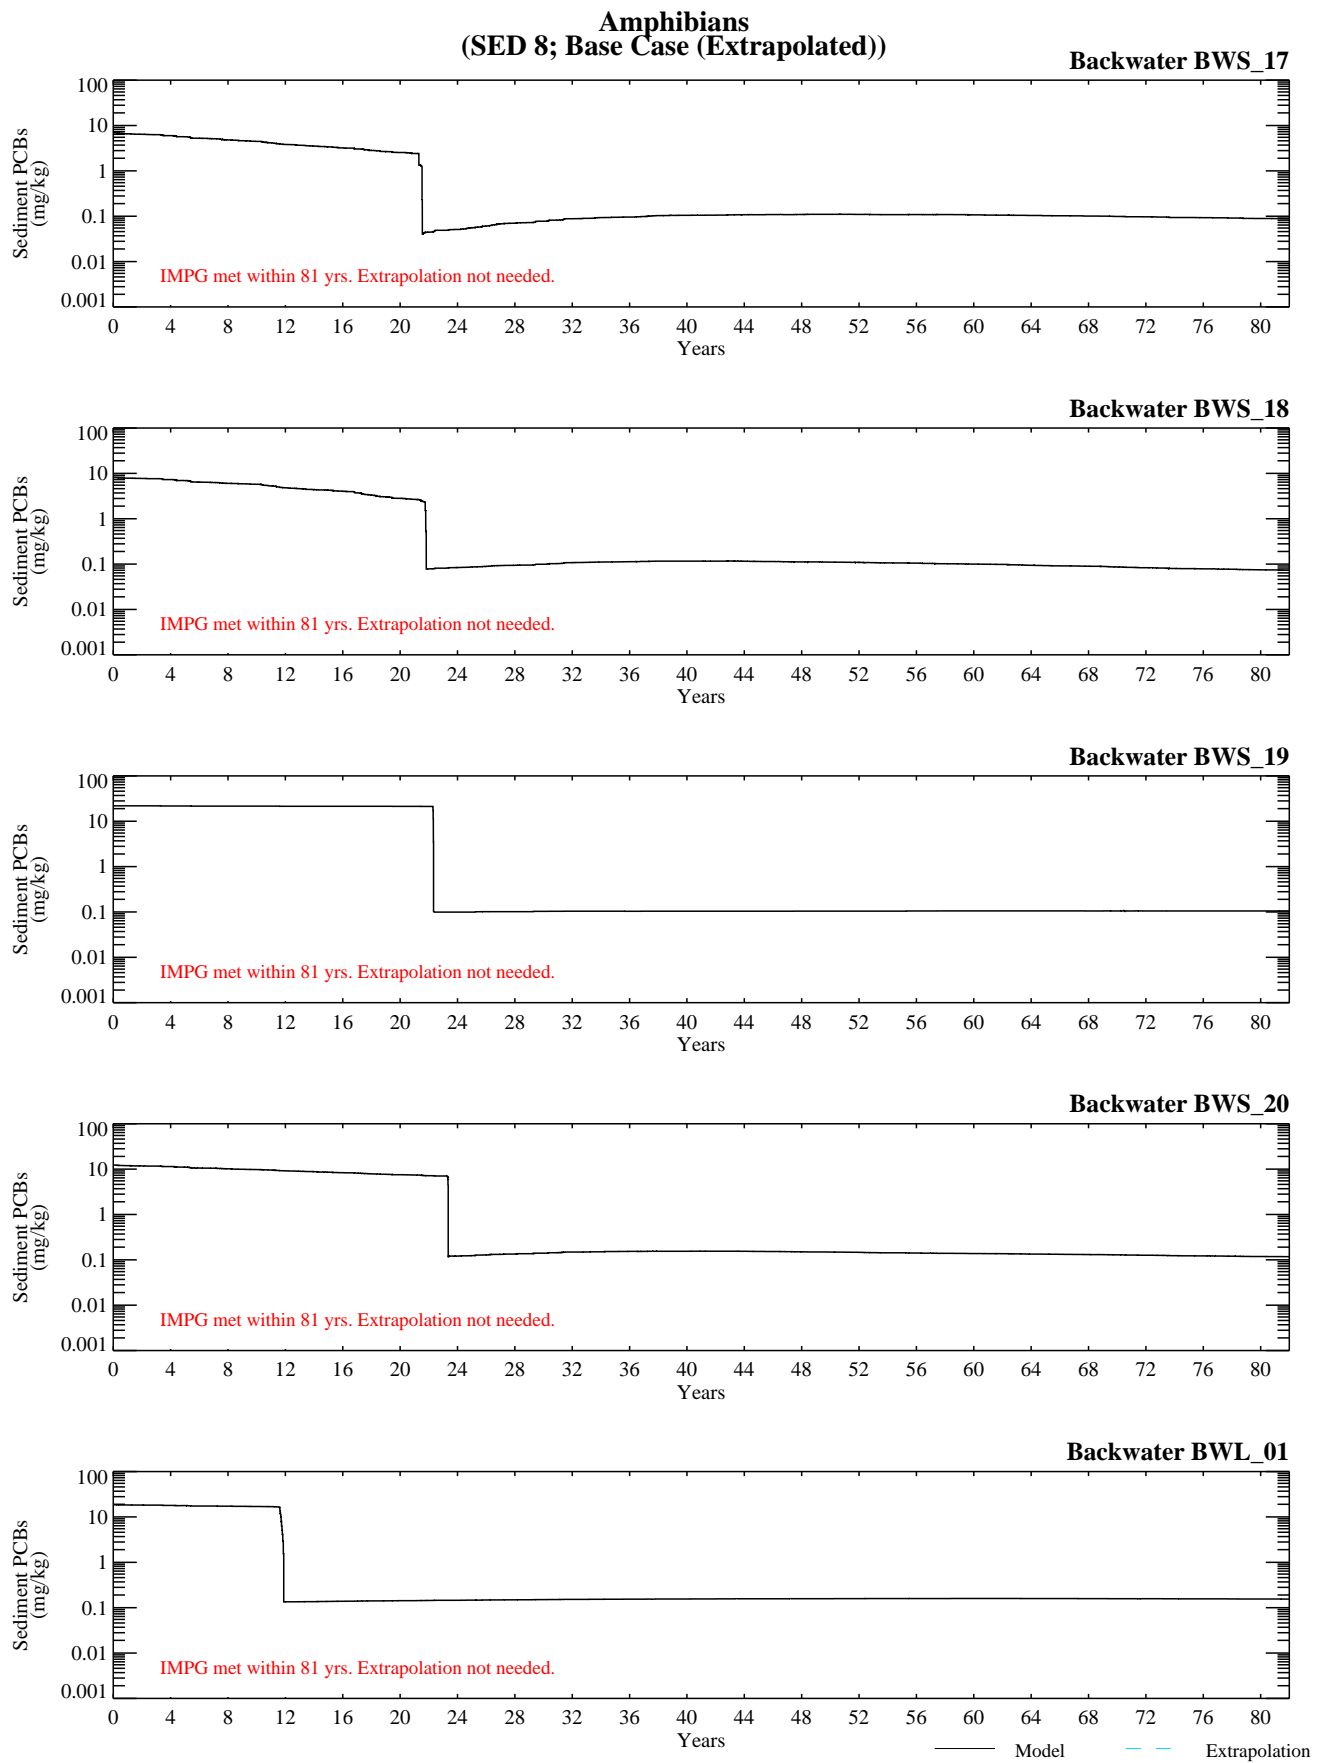 Amphibians
(SED 8; Base Case (Extrapolated))
Backwater BWS_17
Sediment PCBs
(mg/kg)
100
10
1
0.1
0.01
0.001
IMPG met within 81 yrs. Extrapolation not needed.
0 4 8 12 16 20 24 28 32 36 40 44 48 52 56 60 64 68 72 76 80
Years
Backwater BWS_18
Sediment PCBs
(mg/kg)
100
10
1
0.1
0.01
0.001
IMPG met within 81 yrs. Extrapolation not needed.
0 4 8 12 16 20 24 28 32 36 40 44 48 52 56 60 64 68 72 76 80
Years
Backwater BWS_19
Sediment PCBs
(mg/kg)
100
10
1
0.1
0.01
0.001
IMPG met within 81 yrs. Extrapolation not needed.
0 4 8 12 16 20 24 28 32 36 40 44 48 52 56 60 64 68 72 76 80
Years
Backwater BWS_20
Sediment PCBs
(mg/kg)
100
10
1
0.1
0.01
0.001
IMPG met within 81 yrs. Extrapolation not needed.
0 4 8 12 16 20 24 28 32 36 40 44 48 52 56 60 64 68 72 76 80
Years
Backwater BWL_01
Sediment PCBs
(mg/kg)
100
10
1
0.1
0.01
0.001
IMPG met within 81 yrs. Extrapolation not needed.
0 4 8 12 16 20 24 28 32 36 40 44 48 52 56 60 64 68 72 76 80
Years
Model Extrapolation